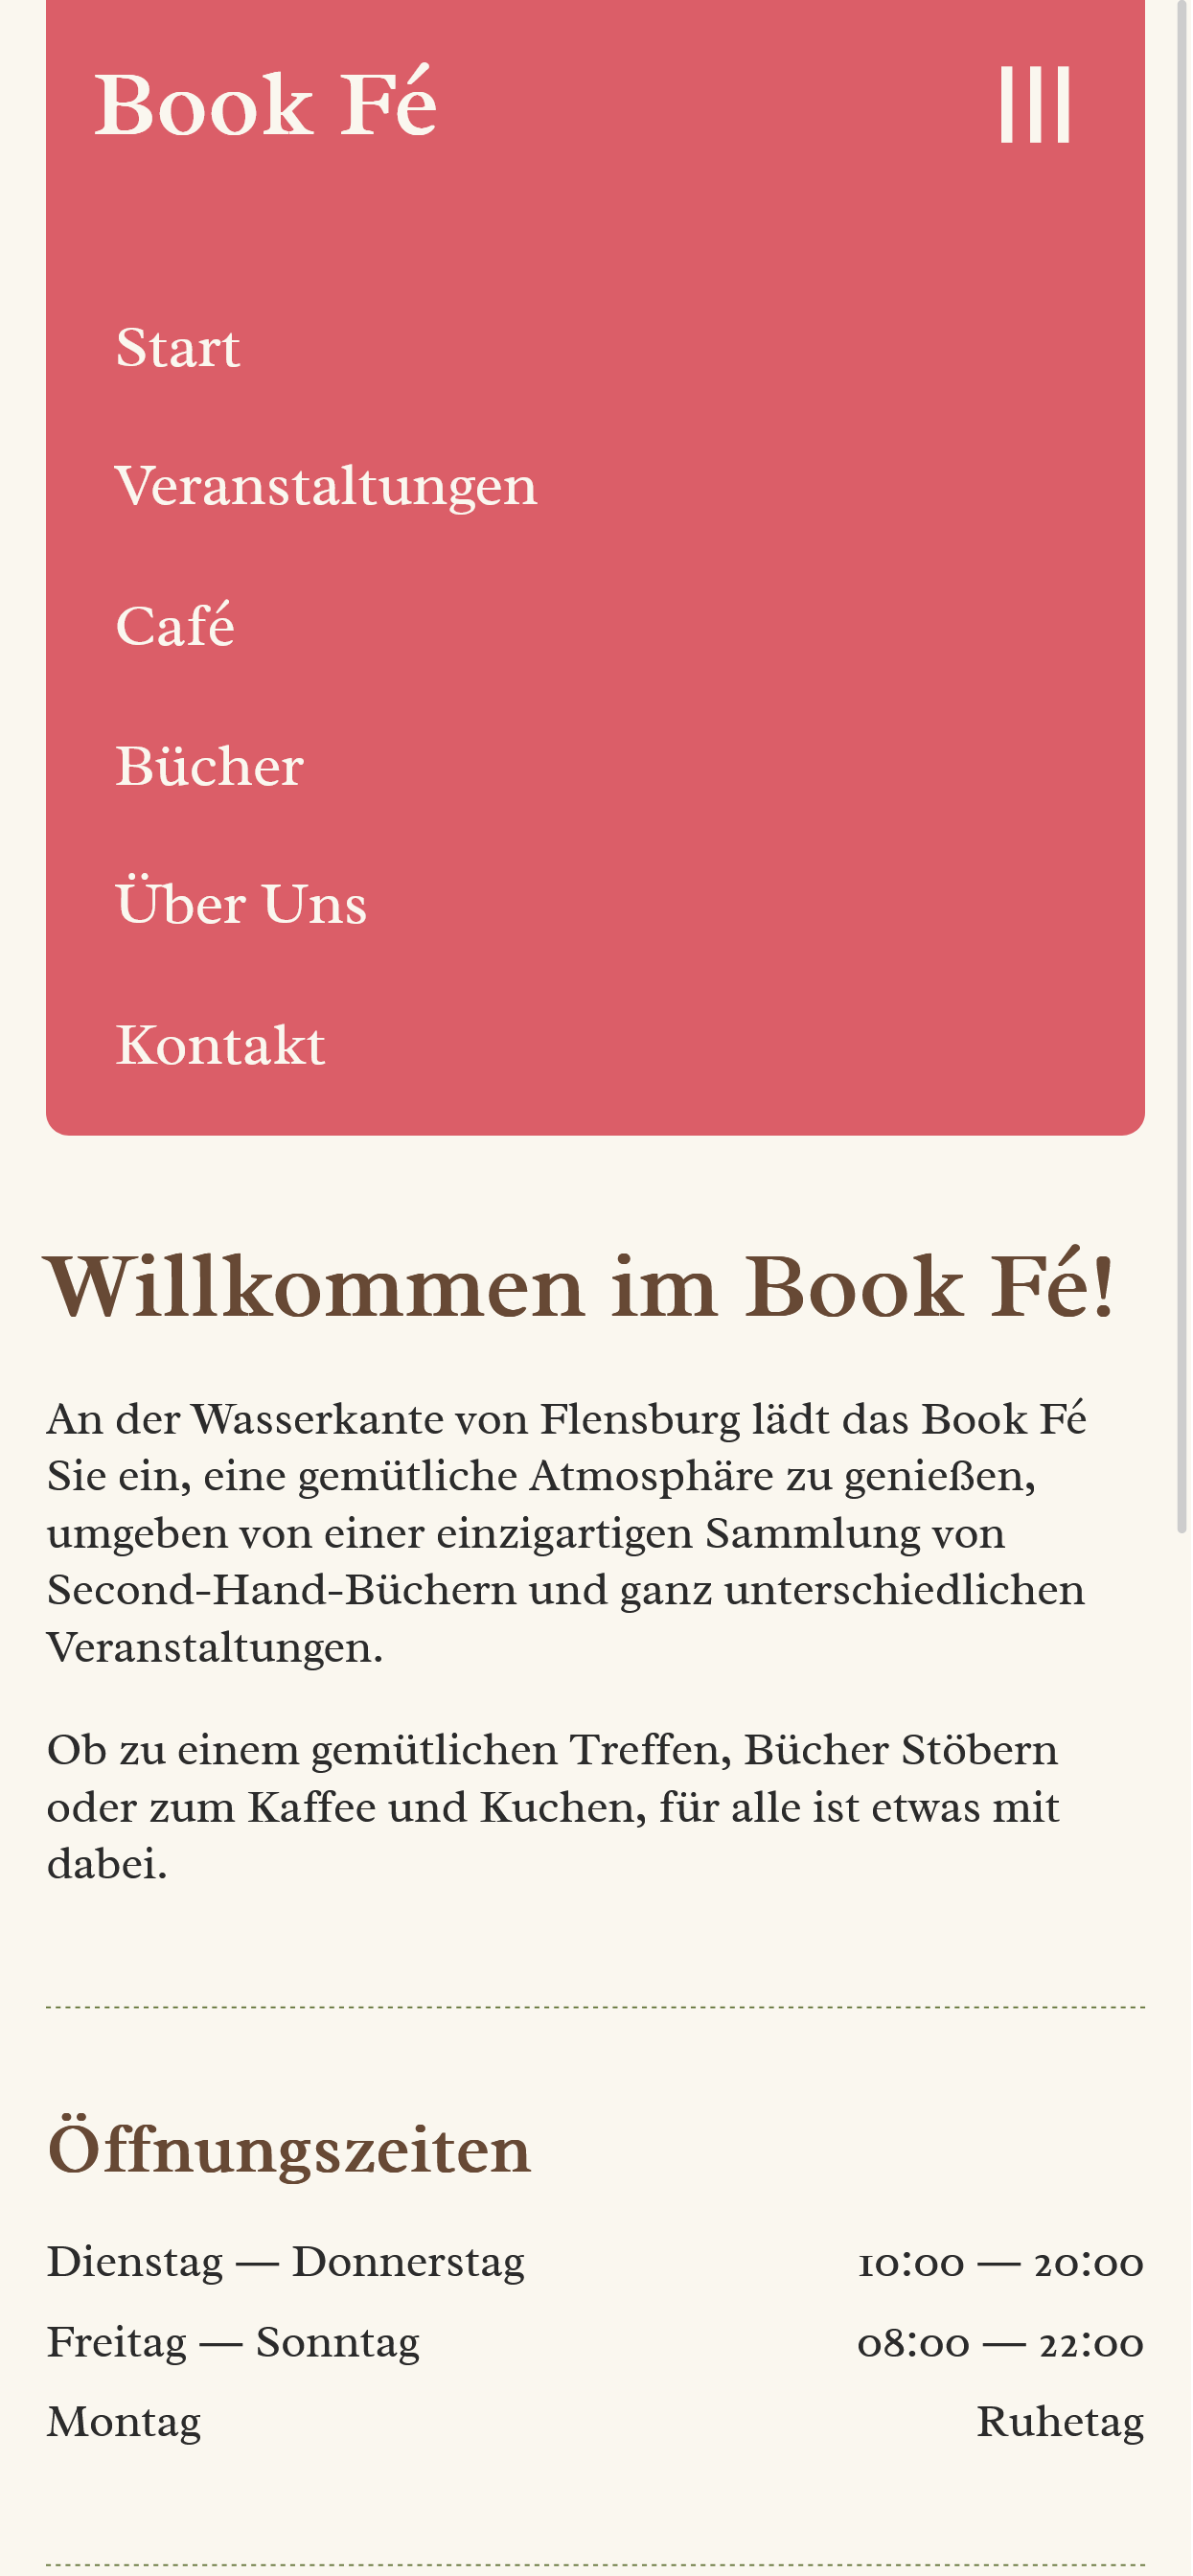 Book Fé
Start
Veranstaltungen
Café
Bücher
Über Uns
Kontakt
Willkommen im Book Fé!
An der Wasserkante von Flensburg lädt das Book Fé
Sie ein, eine gemütliche Atmosphäre zu genießen,
umgeben von einer einzigartigen Sammlung von
Second-Hand-Büchern und ganz unterschiedlichen
Veranstaltungen.
Ob zu einem gemütlichen Treffen, Bücher Stöbern
oder zum Kaffee und Kuchen, für alle ist etwas mit
dabei.
Öffnungszeiten
Dienstag — Donnerstag 10:00 — 20:00
Freitag — Sonntag 08:00 — 22:00
Montag Ruhetag